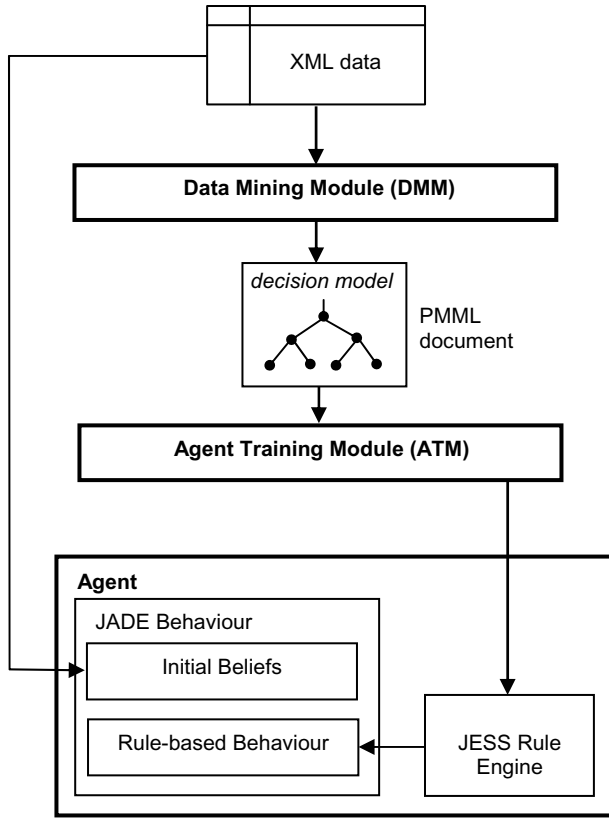 XML data
Data Mining Module (DMM)
decision model
PMML
document
Agent Training Module (ATM)
Agent
JADE Behaviour
Initial Beliefs
Rule-based Behaviour
JESS Rule
Engine